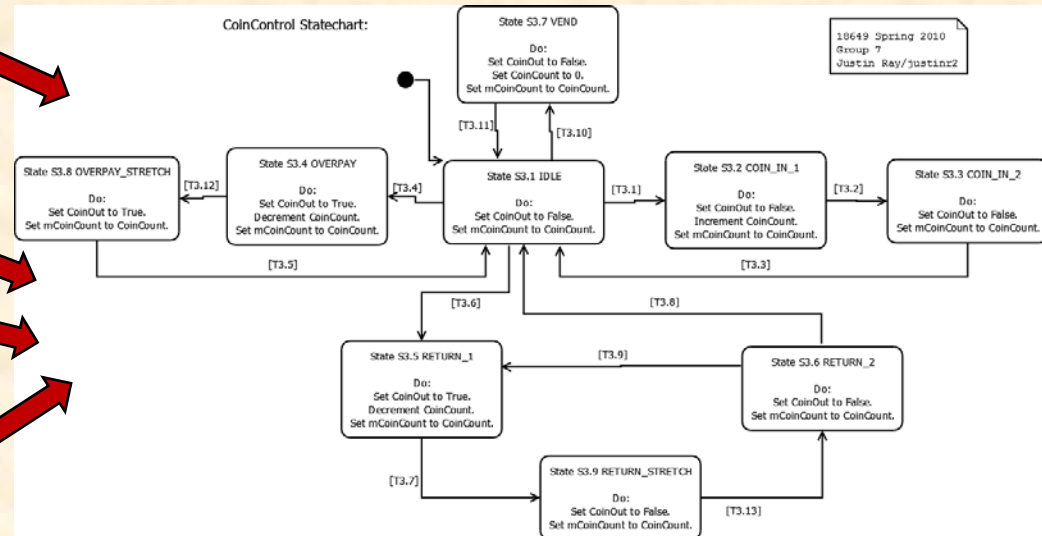 CoinControl Statechart:
18649 Spring 2010
Group 7
Justin Ray/justinr2
State S3.7 VEND
Do:
Set CoinOut to False.
Set CoinCount to 0.
Set mCoinCount to CoinCount.
[T3.11]
[T3.10]
State S3.8 OVERPAY_STRETCH
Do:
Set CoinOut to True.
Set mCoinCount to CoinCount.
[T3.12]
State S3.4 OVERPAY
Do:
Set CoinOut to True.
Decrement CoinCount.
Set mCoinCount to CoinCount.
[T3.4]
State S3.1 IDLE
Do:
Set CoinOut to False.
Set mCoinCount to CoinCount.
[T3.1]
State S3.2 COIN_IN_1
Do:
Set CoinOut to False.
Increment CoinCount.
Set mCoinCount to CoinCount.
[T3.2]
State S3.3 COIN_IN_2
Do:
Set CoinOut to False.
Set mCoinCount to CoinCount.
[T3.5]
[T3.3]
[T3.6]
[T3.8]
State S3.5 RETURN_1
Do:
Set CoinOut to True.
Decrement CoinCount.
Set mCoinCount to CoinCount.
[T3.9]
State S3.6 RETURN_2
Do:
Set CoinOut to False.
Set mCoinCount to CoinCount.
[T3.7]
State S3.9 RETURN_STRETCH
Do:
Set CoinOut to False.
Set mCoinCount to CoinCount.
[T3.13]